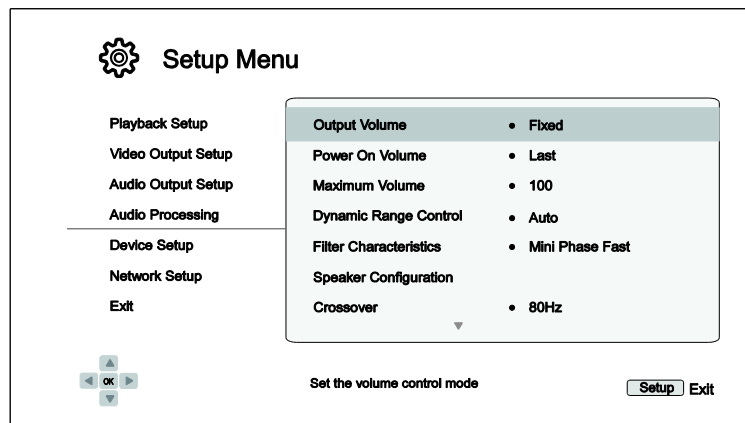 Setup Menu
Playback Setup
Video Output Setup
Audio Output Setup
Audio Processing
Device Setup
Network Setup
Exit
Output Volume • Fixed
Power On Volume • Last
Maximum Volume • 100
Dynamic Range Control • Auto
Filter Characteristics • Mini Phase Fast
Speaker Configuration
Crossover • 80Hz
OK
Set the volume control mode
Setup Exit